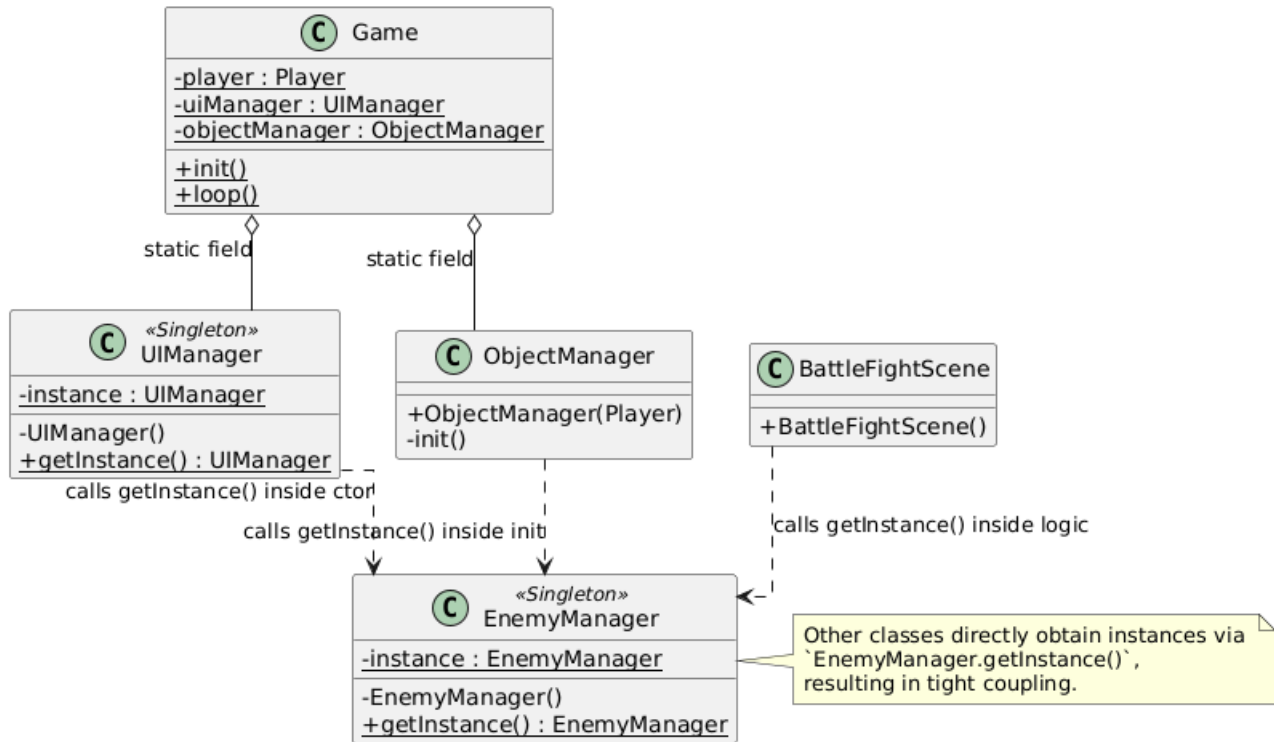 C Game
-player : Player
-uiManager : UIManager
-objectManager : ObjectManager
+init()
+loop()
static field
static field
C «Singleton»
UIManager
-instance : UIManager
-UIManager()
+getInstance() : UIManager
C ObjectManager
+ObjectManager(Player)
-init()
C BattleFightScene
+BattleFightScene()
calls getInstance() inside ctor
calls getInstance() inside init
calls getInstance() inside logic
C «Singleton»
EnemyManager
-instance : EnemyManager
-EnemyManager()
+getInstance() : EnemyManager
Other classes directly obtain instances via
`EnemyManager.getInstance()`,
resulting in tight coupling.